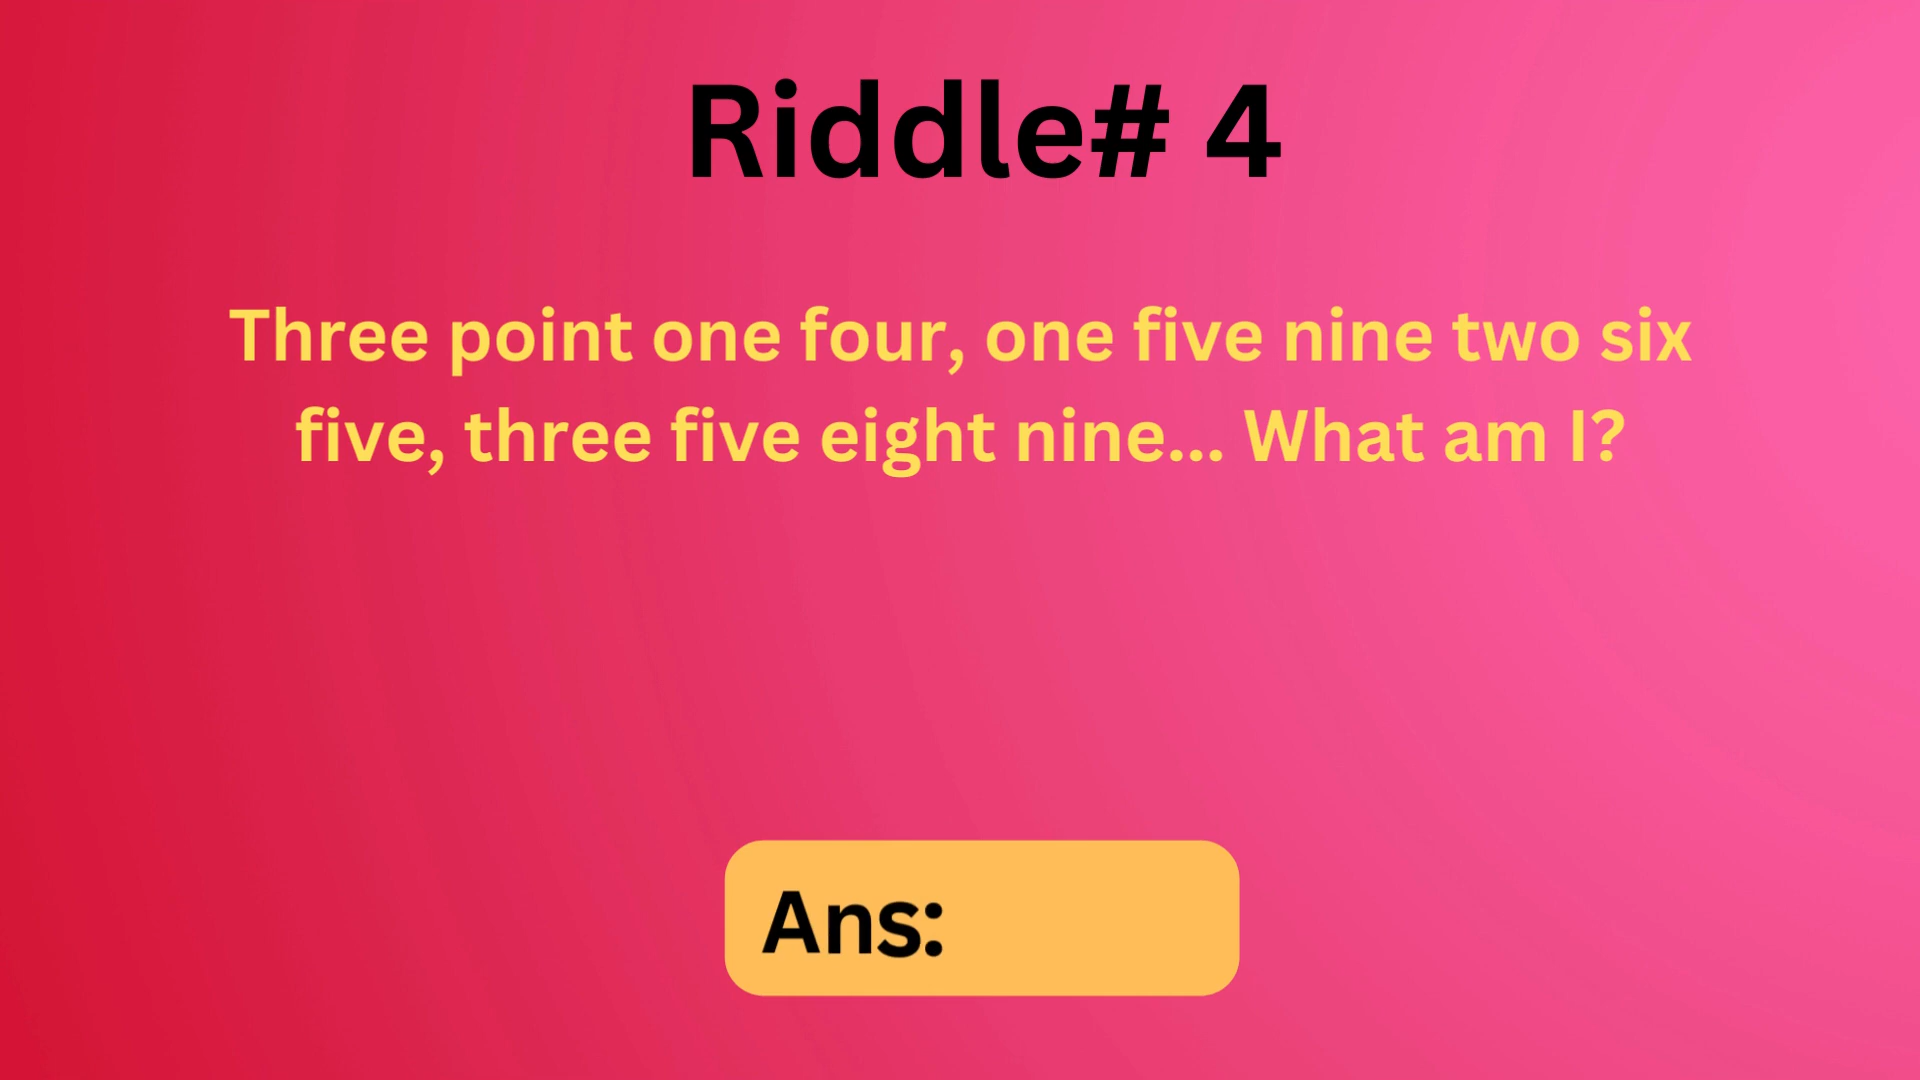 Riddle# 4
Three point one four, one five nine two six
five, three five eight nine... What am I?
Ans: